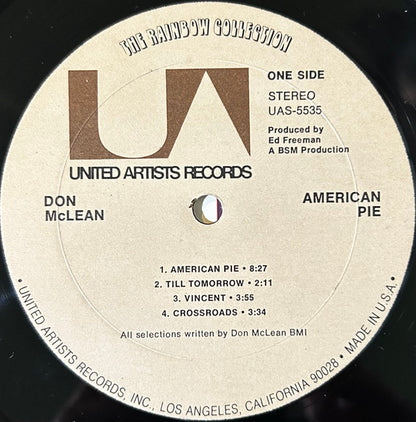 THE RAINBOW COLLECTION
UA
ONE SIDE
STEREO
UAS-5535
Produced by
Ed Freeman
A BSM Production
UNITED ARTISTS RECORDS
DON
McLEAN
AMERICAN
PIE
1. AMERICAN PIE • 8:27
2. TILL TOMORROW • 2:11
3. VINCENT • 3:55
4. CROSSROADS • 3:34
All selections written by Don McLean BMI
• UNITED ARTISTS RECORDS, INC., LOS ANGELES, CALIFORNIA 90028 • MADE IN U.S.A. •